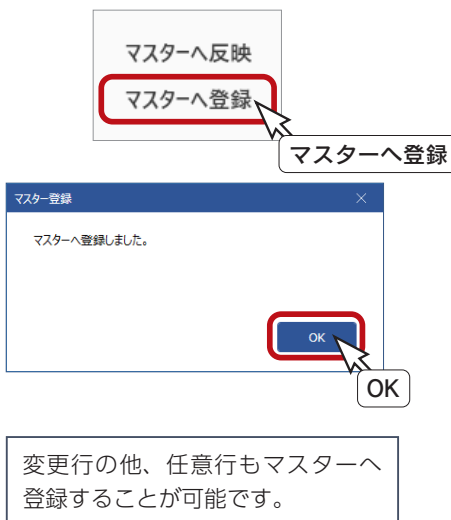 マスターへ反映
マスターへ登録
マスターへ登録
マスター登録
マスターへ登録しました。
OK
OK
変更行の他、任意行もマスターへ
登録することが可能です。